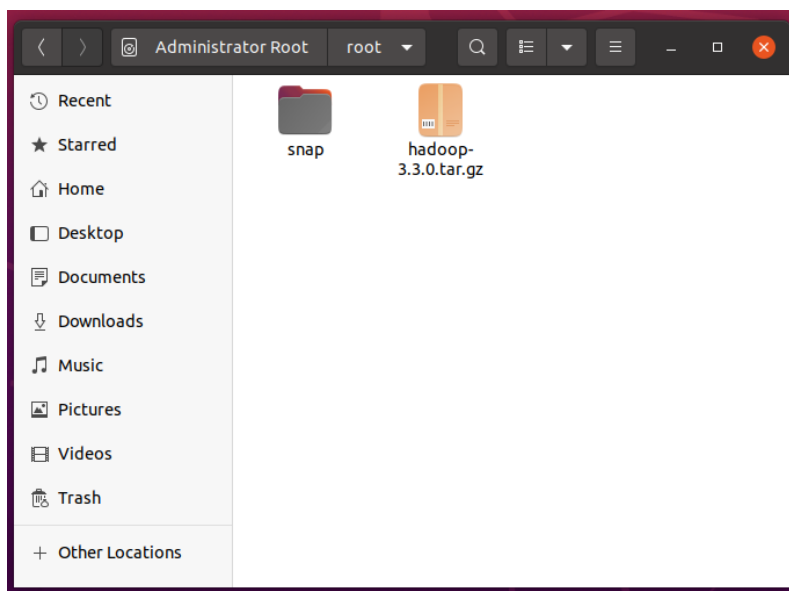 Administrator Root root
Recent
Starred
Home
Desktop
Documents
Downloads
Music
Pictures
Videos
Trash
Other Locations
snap
hadoop-
3.3.0.tar.gz